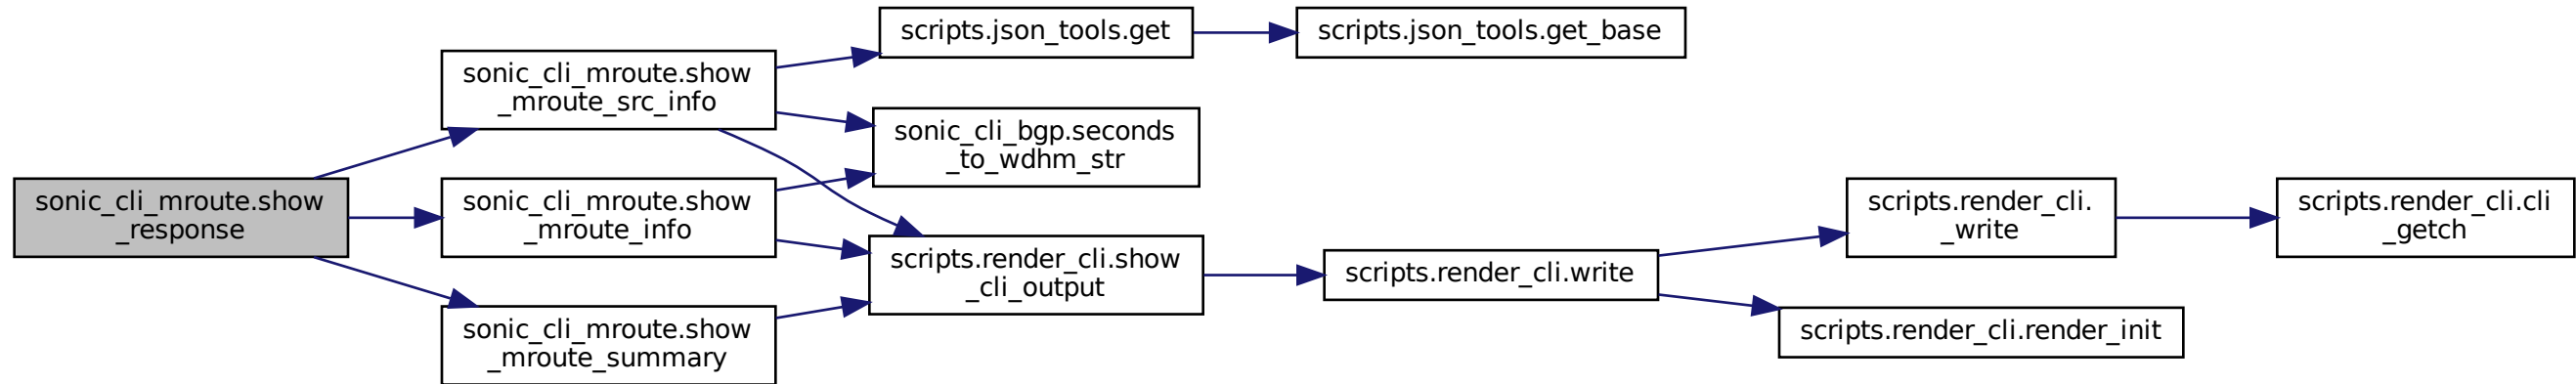 sonic_cli_mroute.show
_response
sonic_cli_mroute.show
_mroute_src_info
sonic_cli_mroute.show
_mroute_info
sonic_cli_mroute.show
_mroute_summary
scripts.json_tools.get
sonic_cli_bgp.seconds
_to_wdhm_str
scripts.render_cli.show
_cli_output
scripts.json_tools.get_base
scripts.render_cli.write
scripts.render_cli.
_write
scripts.render_cli.render_init
scripts.render_cli.cli
_getch